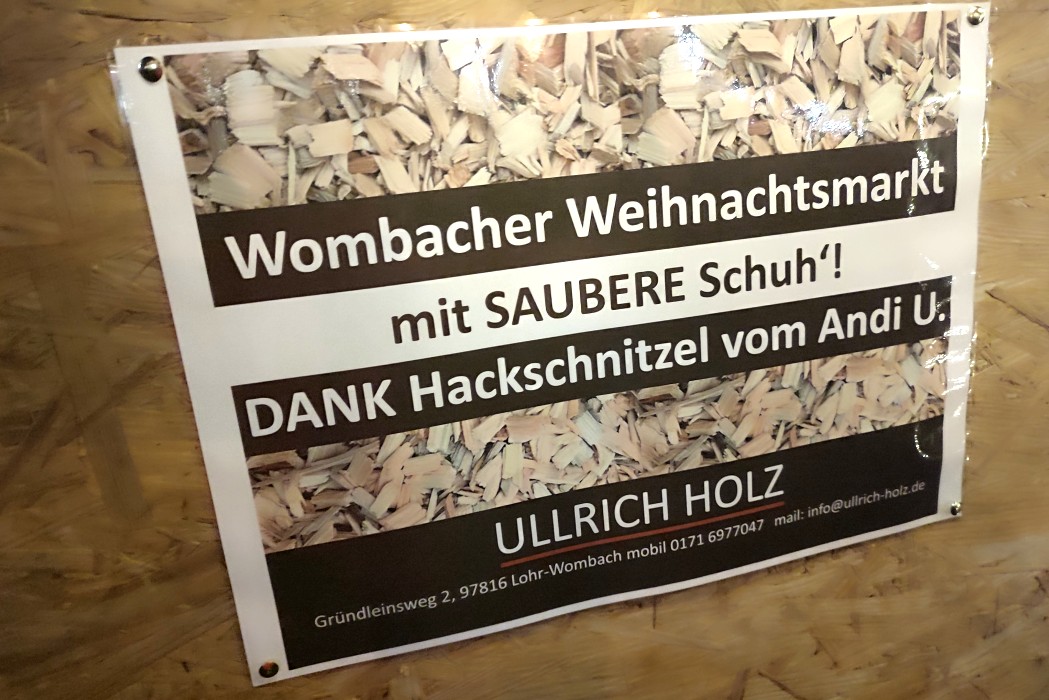 Wombacher Weihnachtsmarkt
mit SAUBERE Schuh‘!
DANK Hackschnitzel vom Andi U.
ULLRICH HOLZ
Gründleinsweg 2, 97816 Lohr-Wombach mobil 0171 6977047 mail: info@ullrich-holz.de